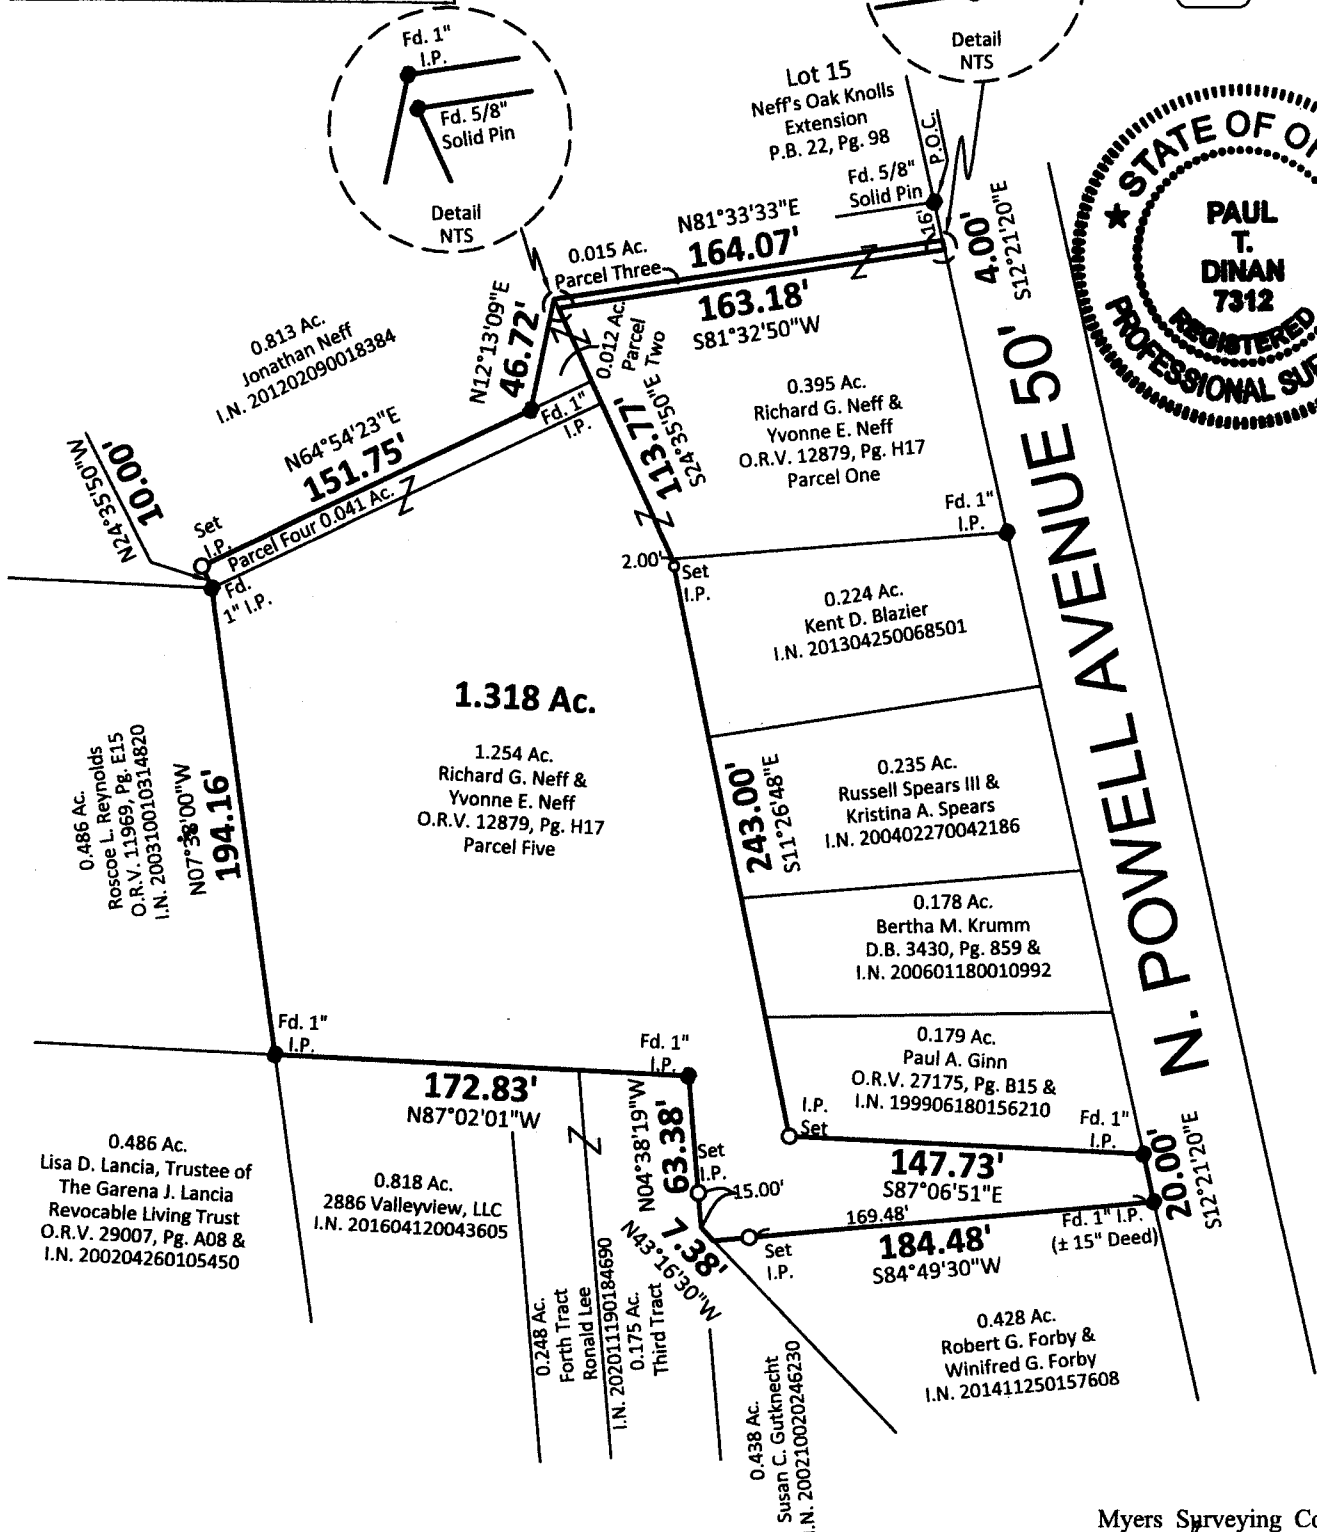 Fd. 1"
I.P.
Fd. 5/8"
Solid Pin
Detail
NTS
Detail
NTS
Lot 15
Neff's Oak Knolls
Extension
P.B. 22, Pg. 98
P.O.C.
Fd. 5/8"
Solid Pin
16'
4.00'
S12°21'20"E
STATE OF
PAUL
T.
DINAN
7312
REGISTERED
PROFESSIONAL
N81°33'33"E
164.07'
0.015 Ac.
Parcel Three
163.18'
S81°32'50"W
0.813 Ac.
Jonathan Neff
I.N. 201202090018384
N12°13'09"E
46.72'
0.012 Ac.
Parcel
Two
Fd. 1"
I.P.
S24°35'50"E
113.77'
0.395 Ac.
Richard G. Neff &
Yvonne E. Neff
O.R.V. 12879, Pg. H17
Parcel One
N64°54'23"E
151.75'
Parcel Four 0.041 Ac.
N24°35'50"W
10.00'
Set
I.P.
Fd.
1" I.P.
Fd. 1"
I.P.
2.00'
Set
I.P.
0.224 Ac.
Kent D. Blazier
I.N. 201304250068501
N. POWELL AVENUE 50'
1.318 Ac.
1.254 Ac.
Richard G. Neff &
Yvonne E. Neff
O.R.V. 12879, Pg. H17
Parcel Five
0.486 Ac.
Roscoe L. Reynolds
O.R.V. 11969, Pg. E15
I.N. 200310010314820
N07°38'00"W
194.16'
243.00'
S11°26'48"E
0.235 Ac.
Russell Spears III &
Kristina A. Spears
I.N. 200402270042186
0.178 Ac.
Bertha M. Krumm
D.B. 3430, Pg. 859 &
I.N. 200601180010992
0.179 Ac.
Paul A. Ginn
O.R.V. 27175, Pg. B15 &
I.N. 199906180156210
Fd. 1"
I.P.
Fd. 1"
I.P.
172.83'
N87°02'01"W
N04°38'19"W
63.38'
I.P.
Set
Fd. 1"
I.P.
147.73'
S87°06'51"E
20.00'
S12°21'20"E
Set
I.P.
15.00'
169.48'
184.48'
S84°49'30"W
Fd. 1" I.P.
(± 15" Deed)
Set
I.P.
7.38'
N43°16'30"W
0.486 Ac.
Lisa D. Lancia, Trustee of
The Garena J. Lancia
Revocable Living Trust
O.R.V. 29007, Pg. A08 &
I.N. 200204260105450
0.818 Ac.
2886 Valleyview, LLC
I.N. 201604120043605
0.248 Ac.
Forth Tract
Ronald Lee
I.N. 202011190184690
0.175 Ac.
Third Tract
0.438 Ac.
Susan C. Gutknecht
I.N. 200210020246230
0.428 Ac.
Robert G. Forby &
Winifred G. Forby
I.N. 201411250157608
Myers Surveying Co